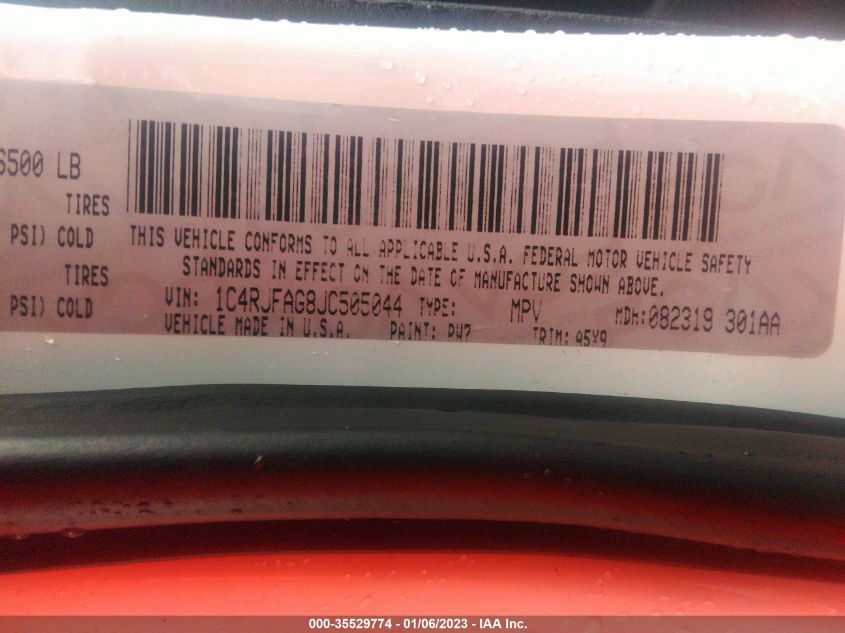 6500 LB
TIRES
PSI) COLD
TIRES
PSI) COLD
THIS VEHICLE CONFORMS TO ALL APPLICABLE U.S.A. FEDERAL MOTOR VEHICLE SAFETY
STANDARDS IN EFFECT ON THE DATE OF MANUFACTURE SHOWN ABOVE.
VIN: 1C4RJFAG8JC505044 TYPE: MPV MDH:082319 301AA
VEHICLE MADE IN U.S.A. PAINT: PW7 TRIM: A5X9
000-35529774 - 01/06/2023 - IAA Inc.